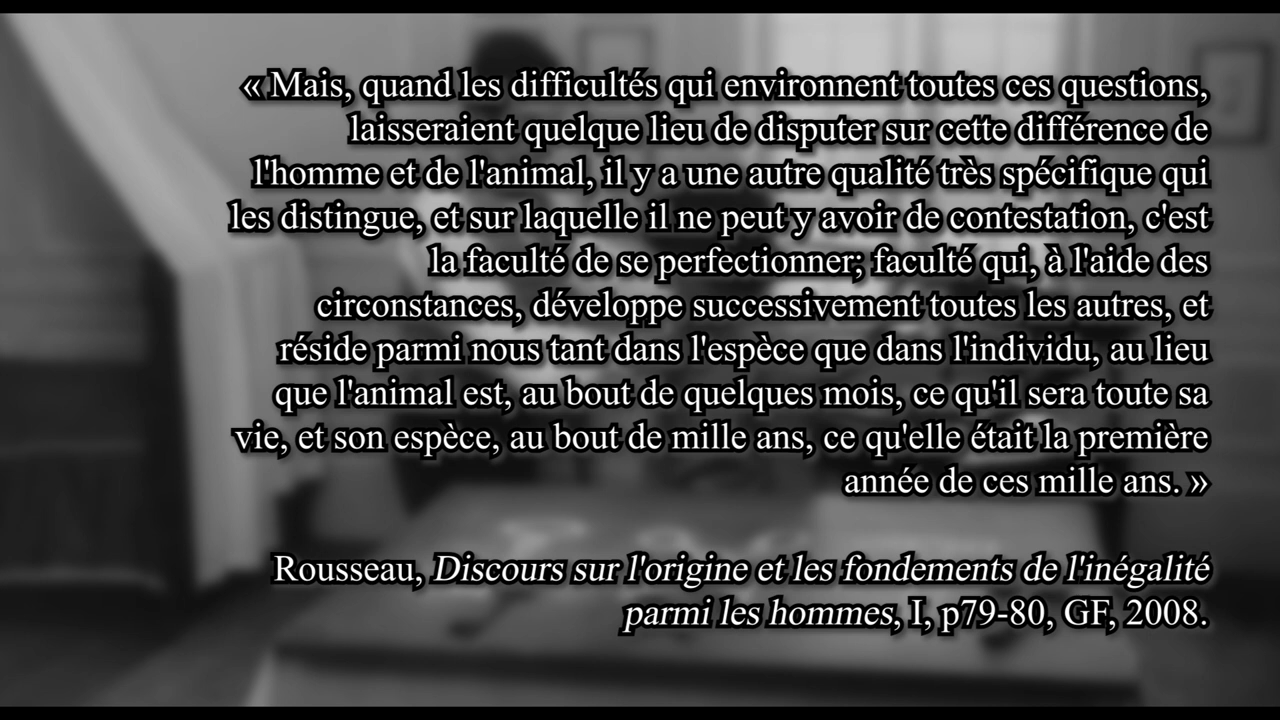 « Mais, quand les difficultés qui environnent toutes ces questions,
laisseraient quelque lieu de disputer sur cette différence de
l'homme et de l'animal, il y a une autre qualité très spécifique qui
les distingue, et sur laquelle il ne peut y avoir de contestation, c'est
la faculté de se perfectionner; faculté qui, à l'aide des
circonstances, développe successivement toutes les autres, et
réside parmi nous tant dans l'espèce que dans l'individu, au lieu
que l'animal est, au bout de quelques mois, ce qu'il sera toute sa
vie, et son espèce, au bout de mille ans, ce qu'elle était la première
année de ces mille ans. »
Rousseau, Discours sur l'origine et les fondements de l'inégalité
parmi les hommes, I, p79-80, GF, 2008.